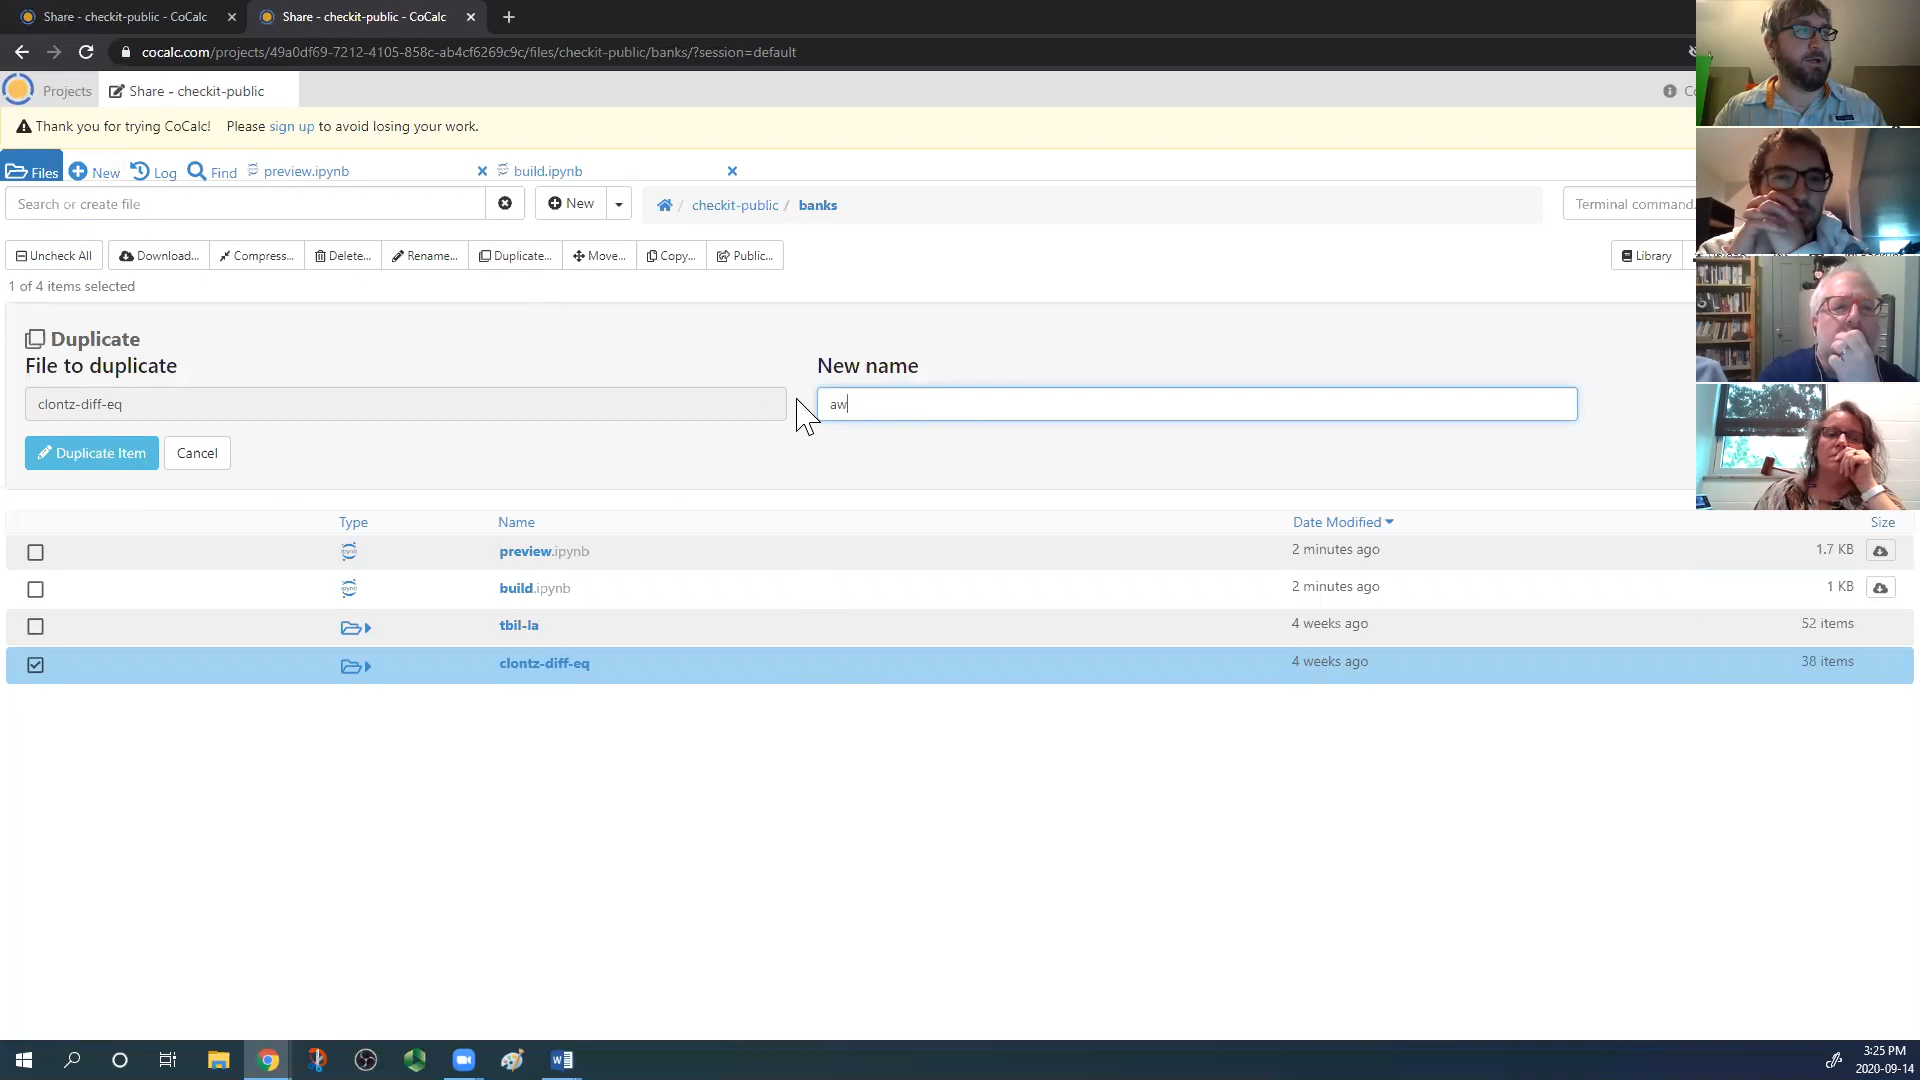 Share - checkit-public - CoCalc
Share - checkit-public - CoCalc
cocalc.com/projects/49a0df69-7212-4105-858c-ab4cf6269c9c/files/checkit-public/banks/?session=default
Projects
Share - checkit-public
Thank you for trying CoCalc! Please sign up to avoid losing your work.
Files
New
Log
Find
preview.ipynb
build.ipynb
Search or create file
New
/ checkit-public / banks
Terminal command.
Uncheck All
Download...
Compress...
Delete...
Rename...
Duplicate...
Move...
Copy...
Public...
Library
1 of 4 items selected
Duplicate
File to duplicate
New name
clontz-diff-eq
aw
Duplicate Item
Cancel
Type Name Date Modified Size
preview.ipynb 2 minutes ago 1.7 KB
build.ipynb 2 minutes ago 1 KB
tbil-la 4 weeks ago 52 items
clontz-diff-eq 4 weeks ago 38 items
3:25 PM
2020-09-14